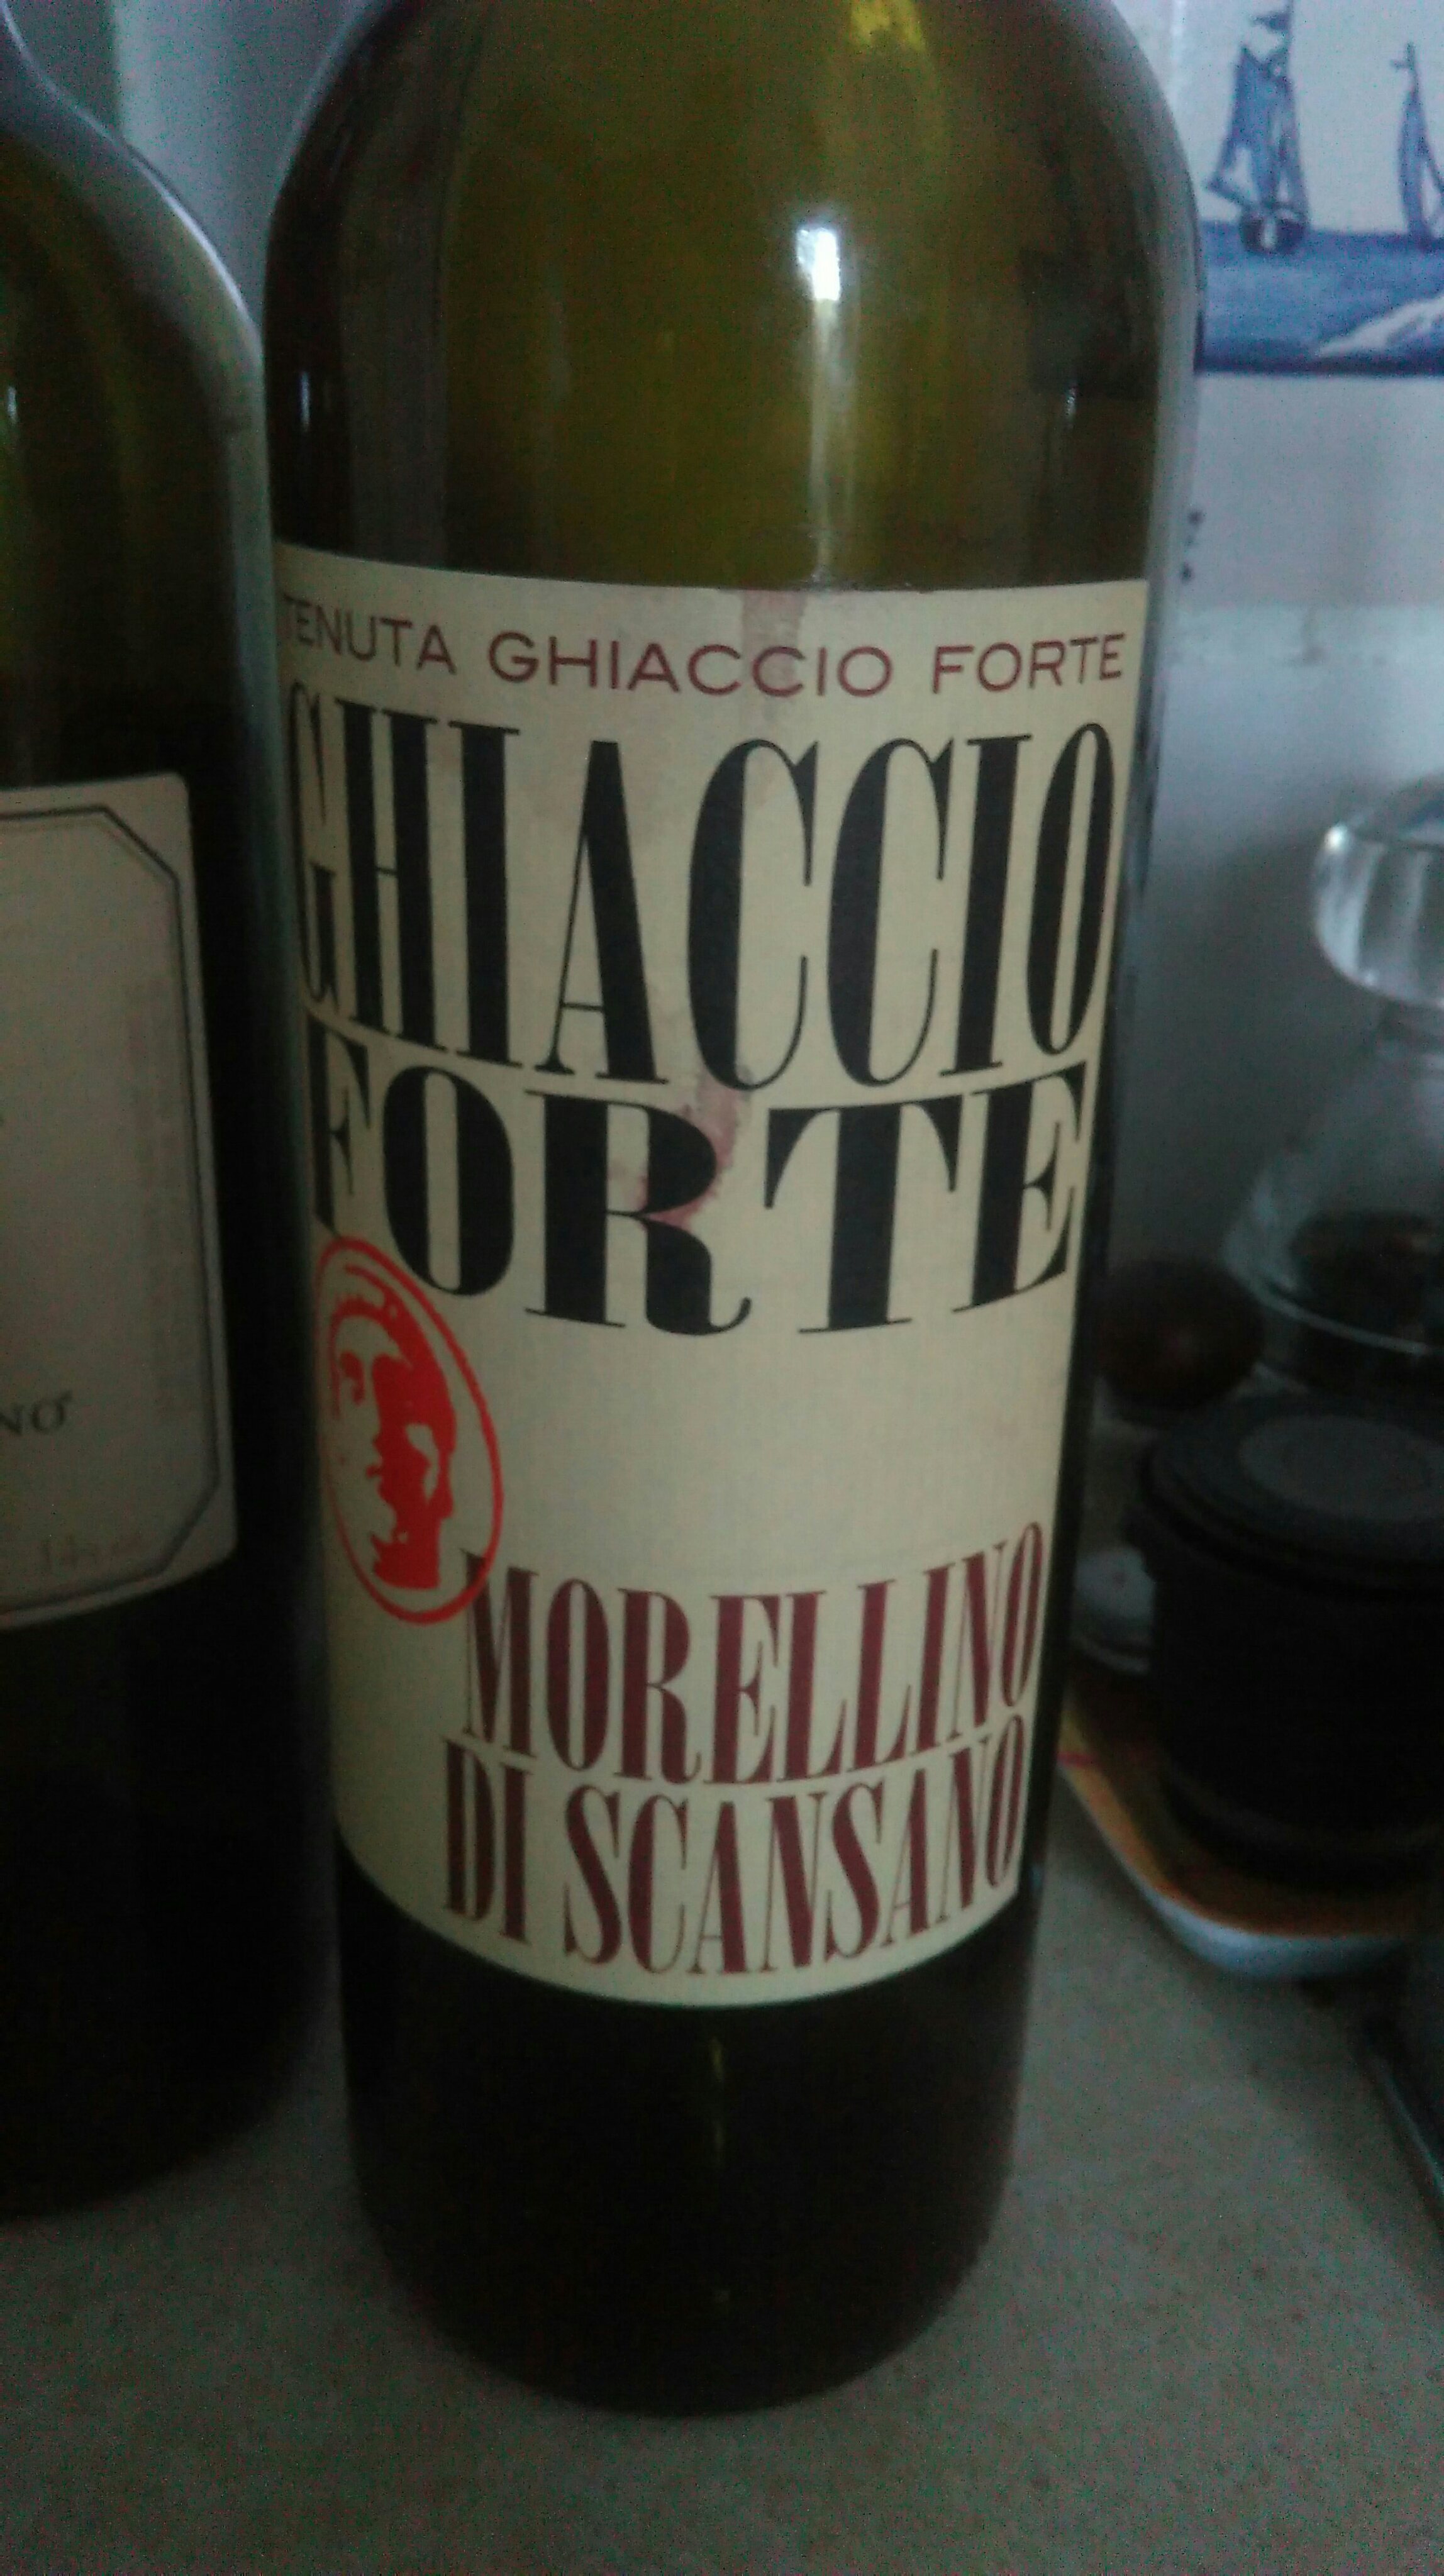 TENUTA GHIACCIO FORTE
GHIACCIO
FORTE
MORELLINO
DI SCANSANO